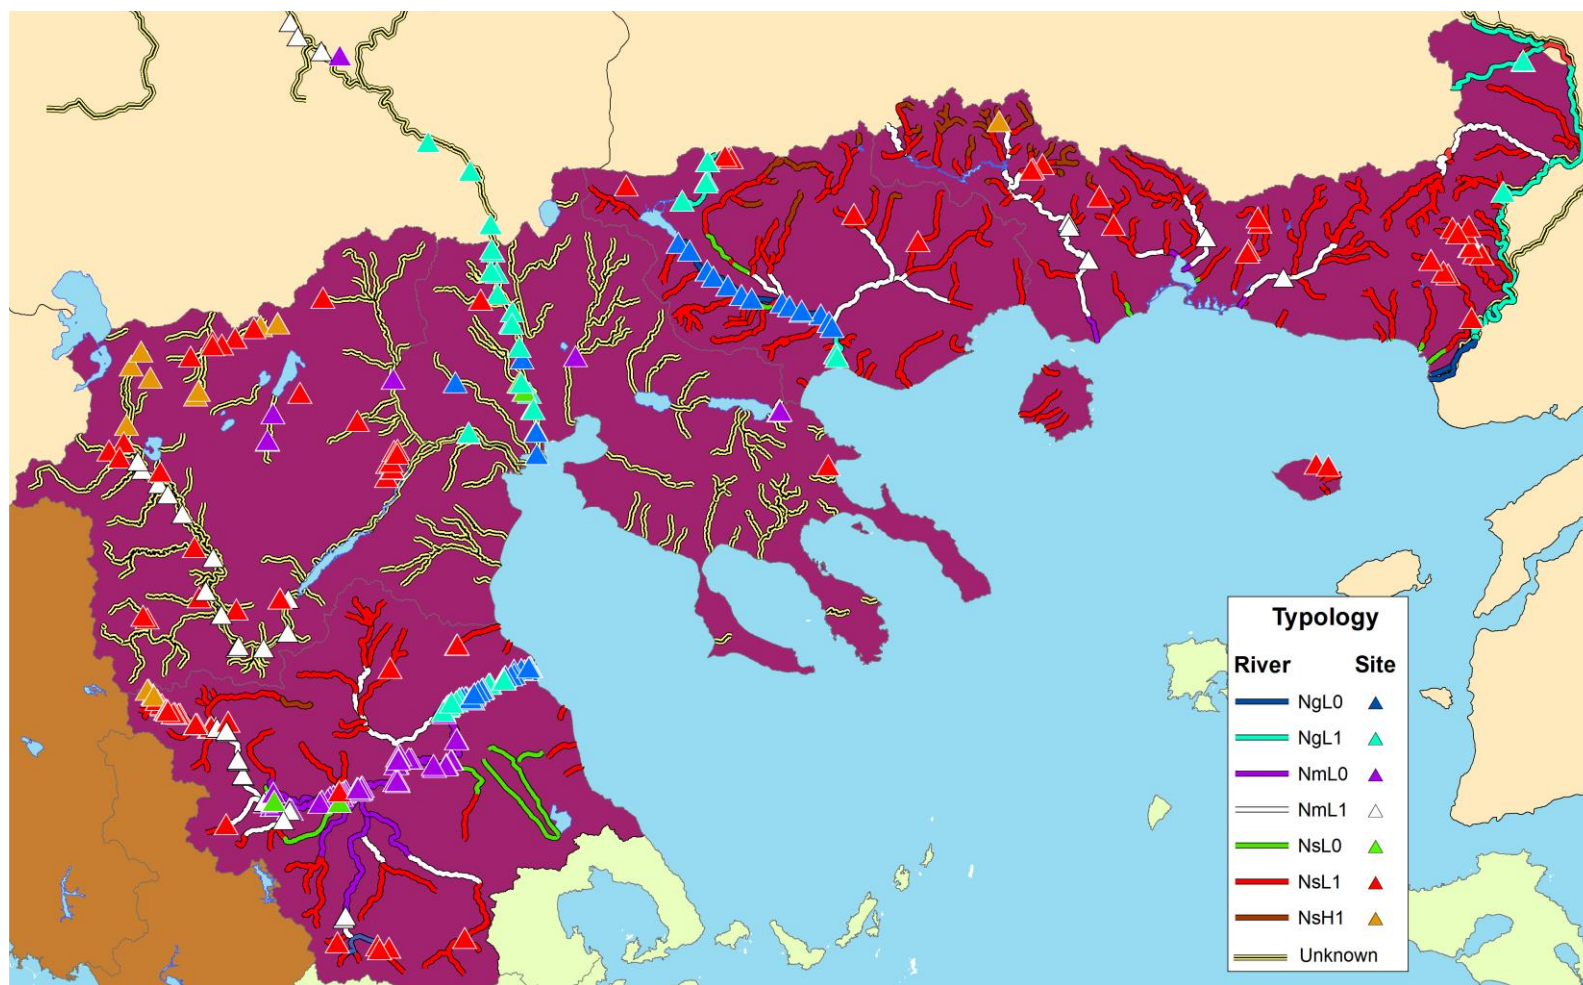 Typology
River Site
NgL0
NgL1
NmL0
NmL1
NsL0
NsL1
NsH1
Unknown